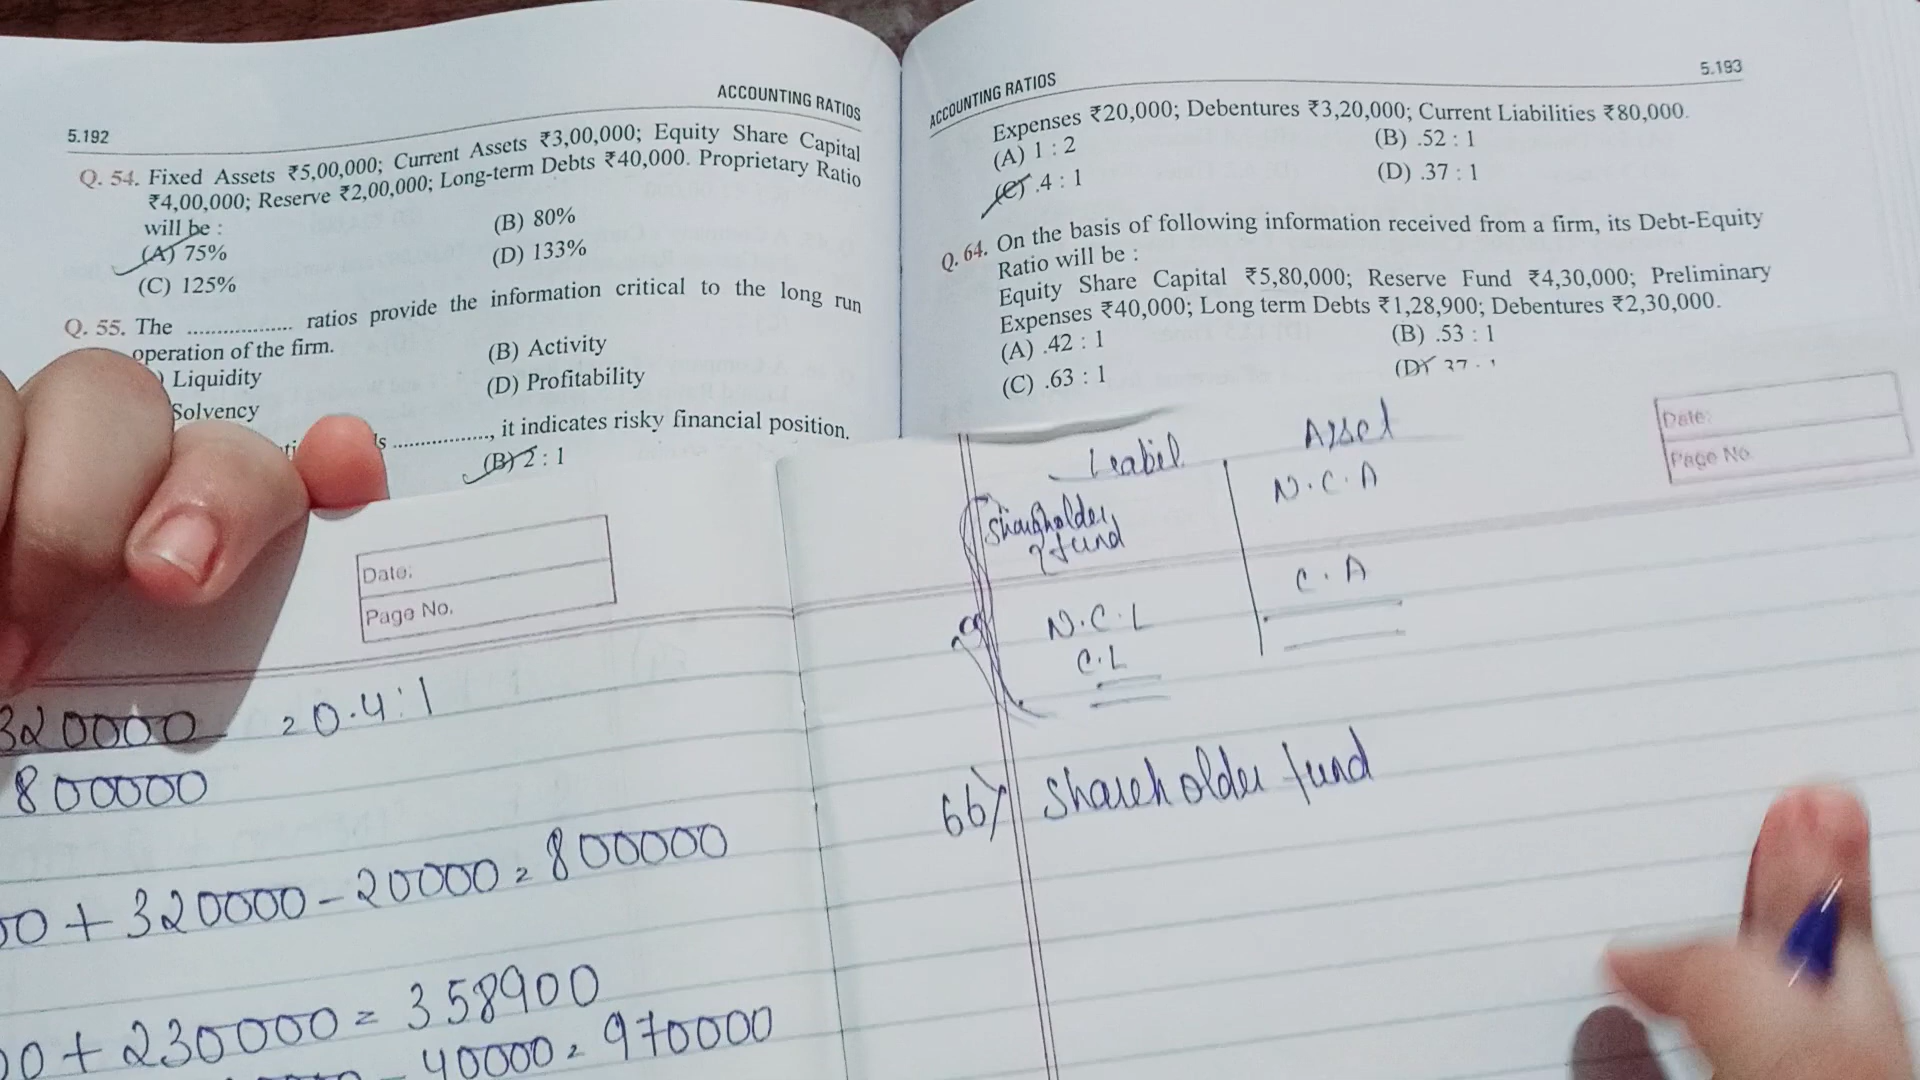 5.192
ACCOUNTING RATIOS
Q. 54. Fixed Assets ₹5,00,000; Current Assets ₹3,00,000; Equity Share Capital
₹4,00,000; Reserve ₹2,00,000; Long-term Debts ₹40,000. Proprietary Ratio
will be :
(A) 75%
(B) 80%
(C) 125%
(D) 133%
Q. 55. The .................. ratios provide the information critical to the long run
operation of the firm.
) Liquidity
(B) Activity
Solvency
(D) Profitability
................., it indicates risky financial position.
(B) 2 : 1
Date:
Page No.
320000 = 0.4:1
800000
00 + 320000 - 20000 = 800000
00 + 230000 = 358900
- 40000 = 970000
ACCOUNTING RATIOS
5.193
Expenses ₹20,000; Debentures ₹3,20,000; Current Liabilities ₹80,000.
(A) 1 : 2
(B) .52 : 1
(C) .4 : 1
(D) .37 : 1
Q. 64. On the basis of following information received from a firm, its Debt-Equity
Ratio will be :
Equity Share Capital ₹5,80,000; Reserve Fund ₹4,30,000; Preliminary
Expenses ₹40,000; Long term Debts ₹1,28,900; Debentures ₹2,30,000.
(A) .42 : 1
(B) .53 : 1
(C) .63 : 1
(D) 37
Date:
Page No.
Liabil Asset
Shareholder N.C.A
fund
C.A
N.C.L
C.L
66) Shareholder fund